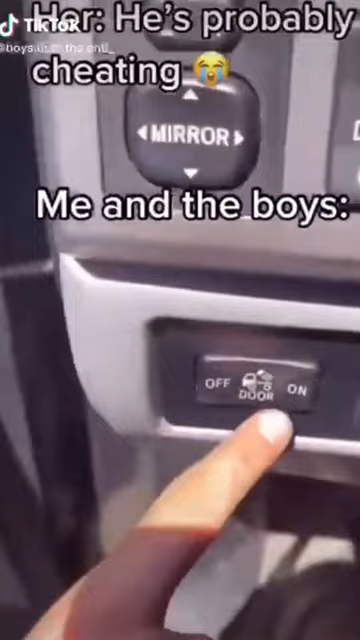 Her: He's probably
TikTok
cheating 😭
MIRROR
Me and the boys:
OFF
DOOR
ON